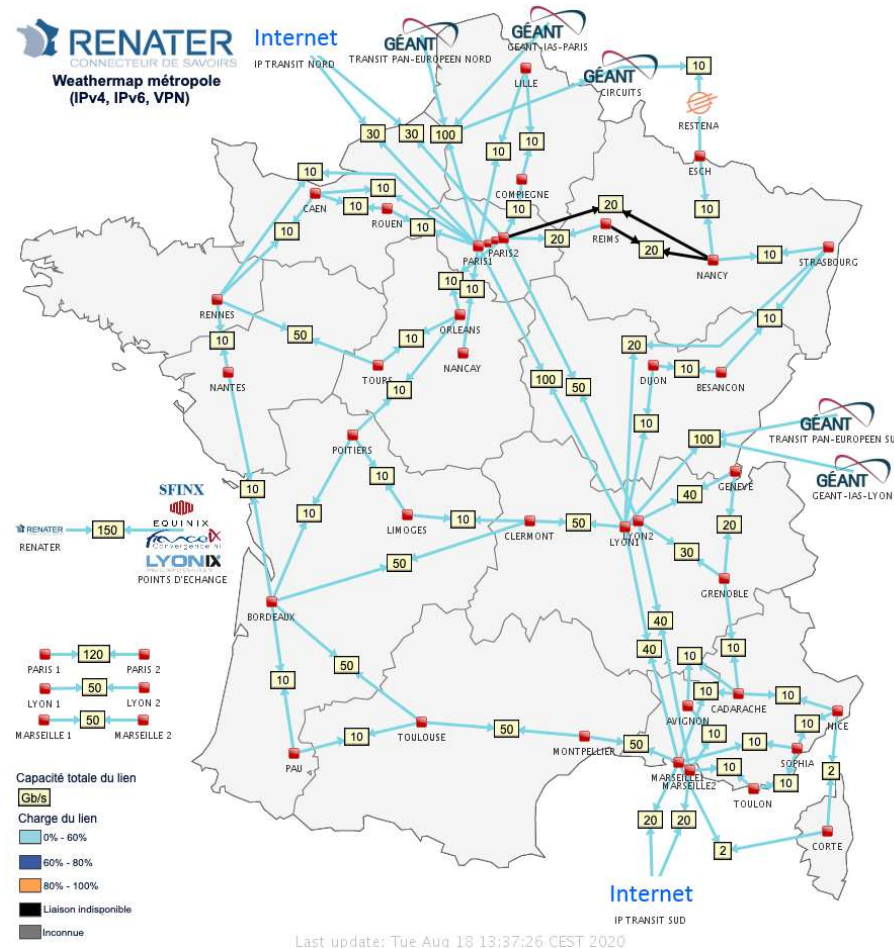 RENATER
CONNECTEUR DE SAVOIRS
Weathermap métropole
(IPv4, IPv6, VPN)
Internet
IP TRANSIT NORD
GÉANT
TRANSIT PAN-EUROPEEN NORD
GÉANT
GEANT-IAS-PARIS
GÉANT
CIRCUITS
LILLE
10
RESTENA
ESCH
30
30
100
10
10
10
COMPIEGNE
10
10
CAEN
10
ROUEN
10
10
20
REIMS
20
20
10
NANCY
10
STRASBOURG
PARIS1
PARIS2
10
10
10
RENNES
10
NANTES
50
ORLEANS
10
TOURS
NANCAY
10
100
50
20
DIJON
10
BESANCON
10
10
POITIERS
100
GÉANT
TRANSIT PAN-EUROPEEN SU
GÉANT
GEANT-IAS-LYON
GENEVE
40
10
10
10
LIMOGES
10
CLERMONT
50
LYON1
LYON2
20
30
GRENOBLE
50
SFINX
EQUINIX
FranceIX
Convergence
LYONIX
POINTS D'ECHANGE
RENATER
150
RENATER
BORDEAUX
40
40
10
PARIS 1
120
PARIS 2
LYON 1
50
LYON 2
MARSEILLE 1
50
MARSEILLE 2
50
10
10
10
10
CADARACHE
10
AVIGNON
NICE
10
10
10
SOPHIA
10
10
TOULON
TOULOUSE
50
MONTPELLIER
50
MARSEILLE1
MARSEILLE2
10
PAU
2
CORTE
2
20
20
Internet
IP TRANSIT SUD
Capacité totale du lien
Gb/s
Charge du lien
0% - 60%
60% - 80%
80% - 100%
Liaison indisponible
Inconnue
Last update: Tue Aug 18 13:37:26 CEST 2020